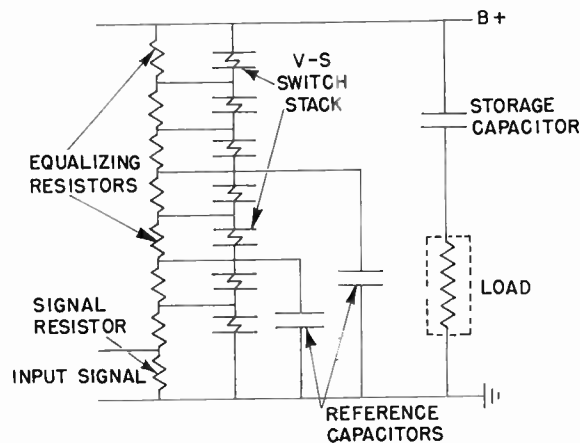 B+
V-S
SWITCH
STACK
STORAGE
CAPACITOR
EQUALIZING
RESISTORS
LOAD
SIGNAL
RESISTOR
INPUT SIGNAL
REFERENCE
CAPACITORS